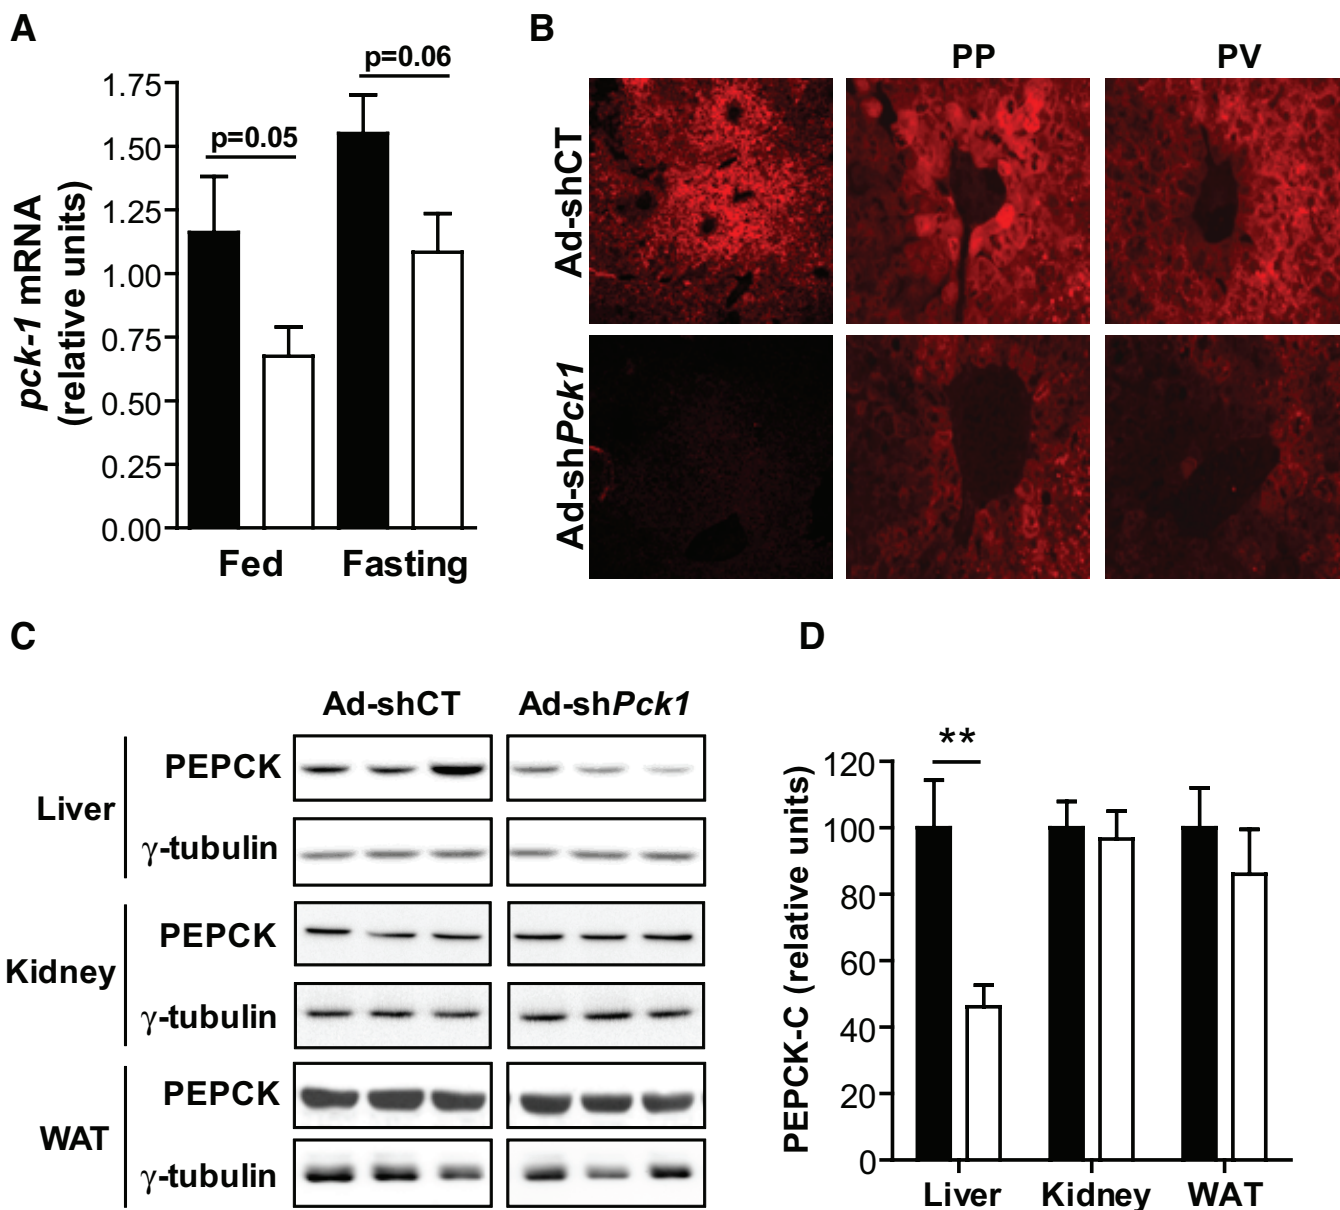 A
pck-1 mRNA
(relative units)
1.75
1.50
1.25
1.00
0.75
0.50
0.25
0.00
p=0.05
p=0.06
Fed
Fasting
B
PP
PV
Ad-shCT
Ad-shPck1
C
Ad-shCT
Ad-shPck1
Liver
PEPCK
γ-tubulin
Kidney
PEPCK
γ-tubulin
WAT
PEPCK
γ-tubulin
D
PEPCK-C (relative units)
120
100
80
60
40
20
0
**
Liver
Kidney
WAT